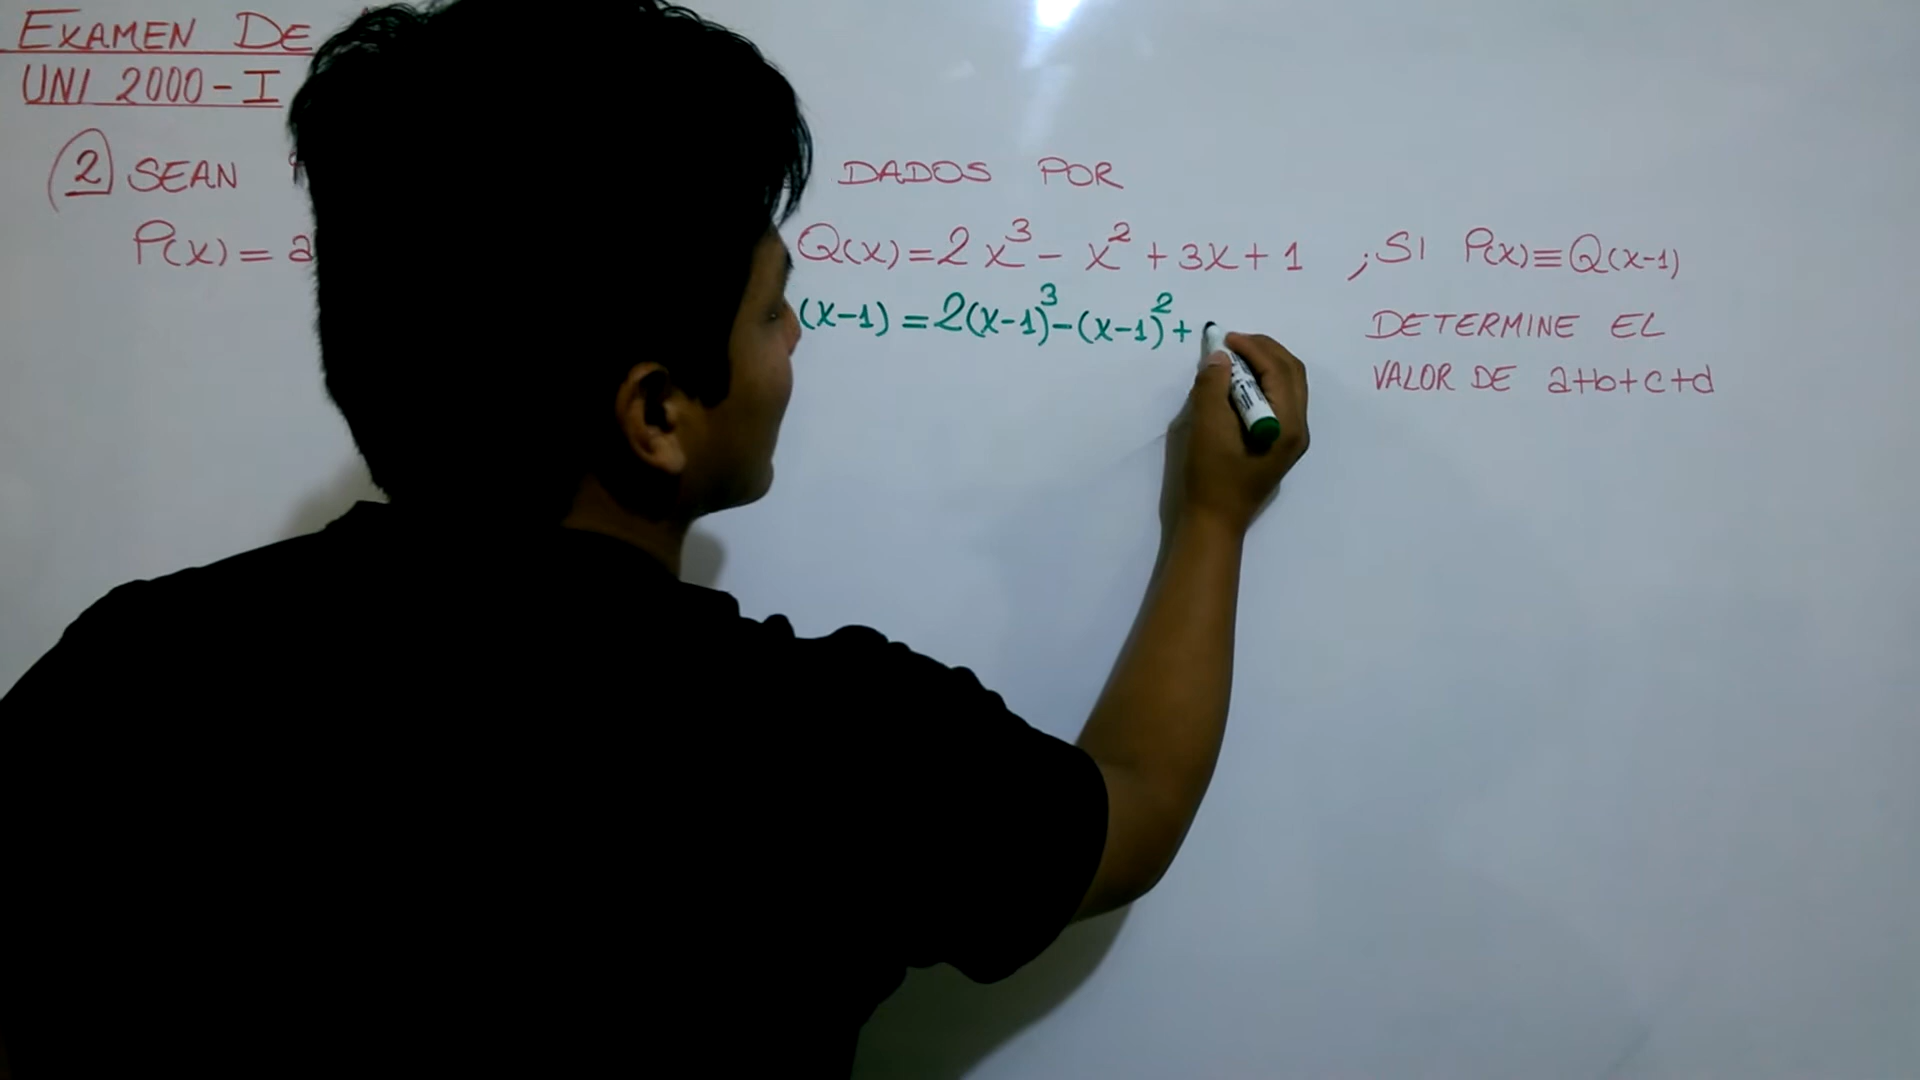 EXAMEN DE
UNI 2000-I
2 SEAN DADOS POR
P(x) = a Q(x)=2x³ - x² + 3x + 1 ; SI P(x)≡Q(x-1)
(x-1) = 2(x-1)³-(x-1)²+ DETERMINE EL
VALOR DE a+b+c+d